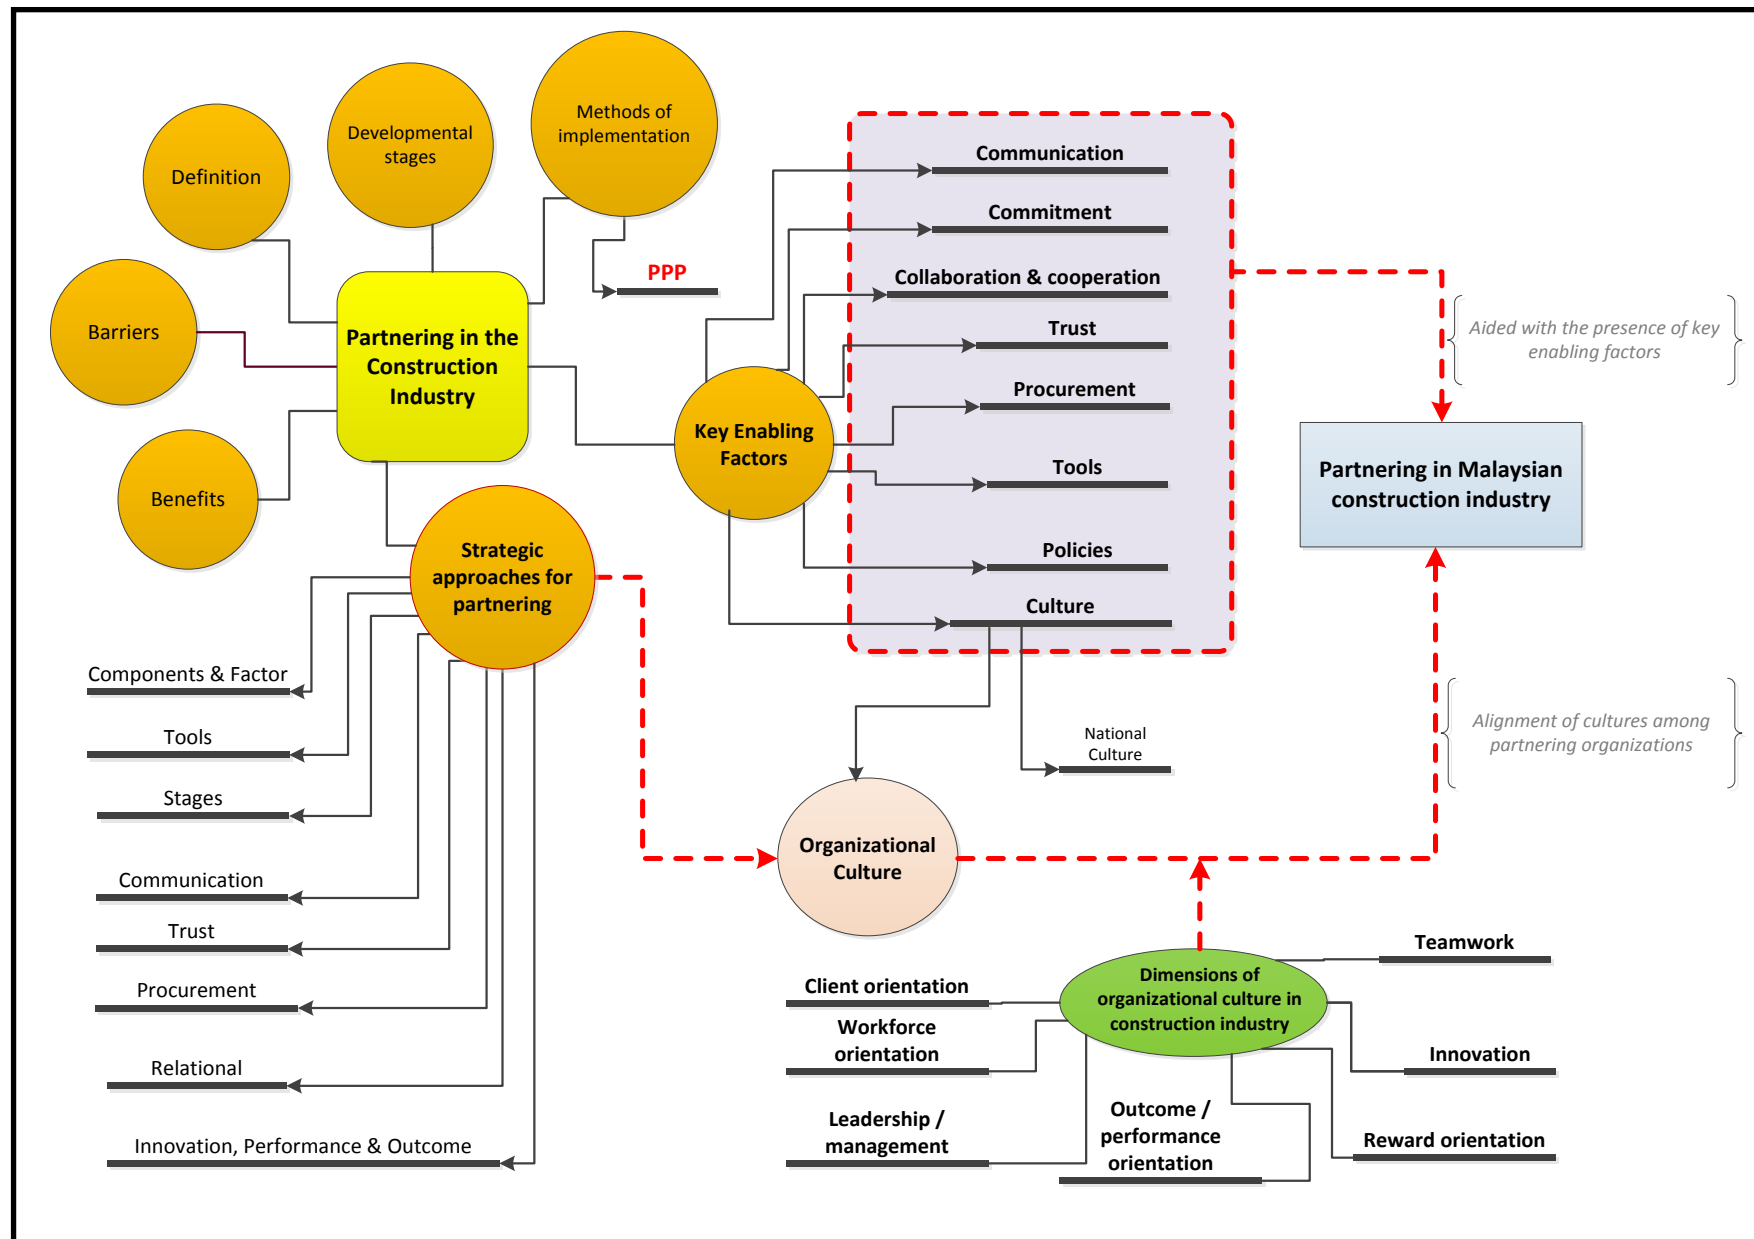 Methods of
implementation
Developmental
stages
Definition
Barriers
Benefits
Partnering in the
Construction
Industry
PPP
Key Enabling
Factors
Communication
Commitment
Collaboration & cooperation
Trust
Procurement
Tools
Policies
Culture
Aided with the presence of key
enabling factors
Partnering in Malaysian
construction industry
Alignment of cultures among
partnering organizations
Strategic
approaches for
partnering
Components & Factor
Tools
Stages
Communication
Trust
Procurement
Relational
Innovation, Performance & Outcome
National
Culture
Organizational
Culture
Dimensions of
organizational culture in
construction industry
Client orientation
Workforce
orientation
Leadership /
management
Outcome /
performance
orientation
Teamwork
Innovation
Reward orientation